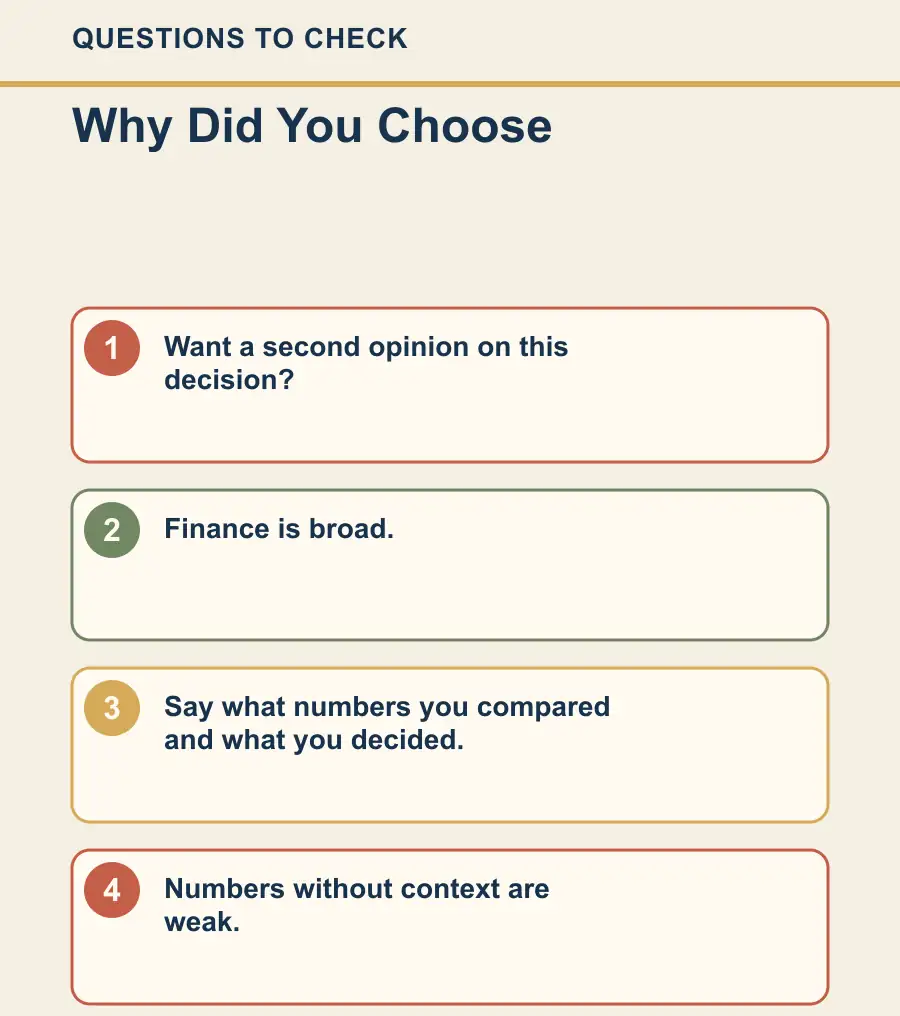 QUESTIONS TO CHECK
Why Did You Choose
1
Want a second opinion on this
decision?
2
Finance is broad.
3
Say what numbers you compared
and what you decided.
4
Numbers without context are
weak.